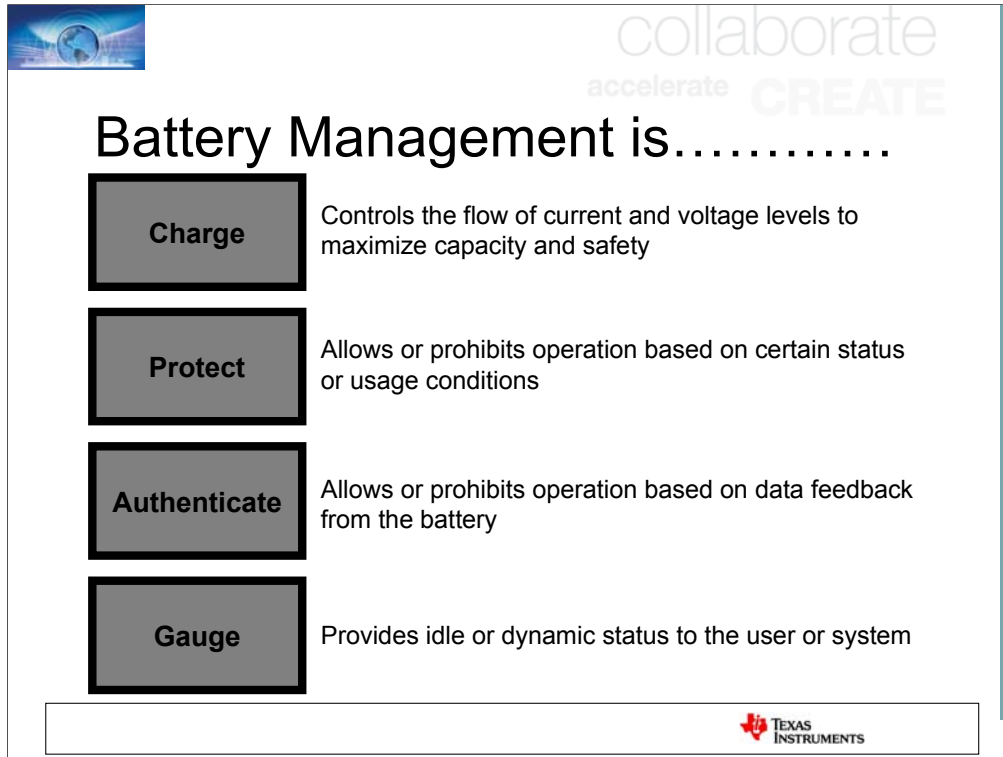 collaborate
accelerate CREATE
Battery Management is…………
Charge
Controls the flow of current and voltage levels to
maximize capacity and safety
Protect
Allows or prohibits operation based on certain status
or usage conditions
Authenticate
Allows or prohibits operation based on data feedback
from the battery
Gauge
Provides idle or dynamic status to the user or system
TEXAS
INSTRUMENTS